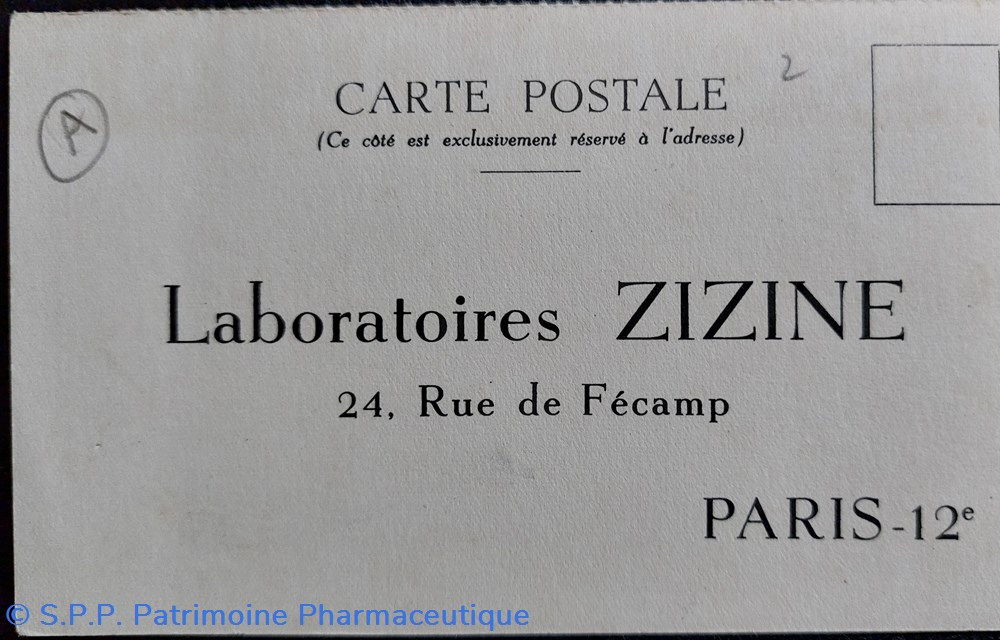 2
CARTE POSTALE
A
(Ce côté est exclusivement réservé à l'adresse)
Laboratoires ZIZINE
24, Rue de Fécamp
PARIS-12e
© S.P.P. Patrimoine Pharmaceutique